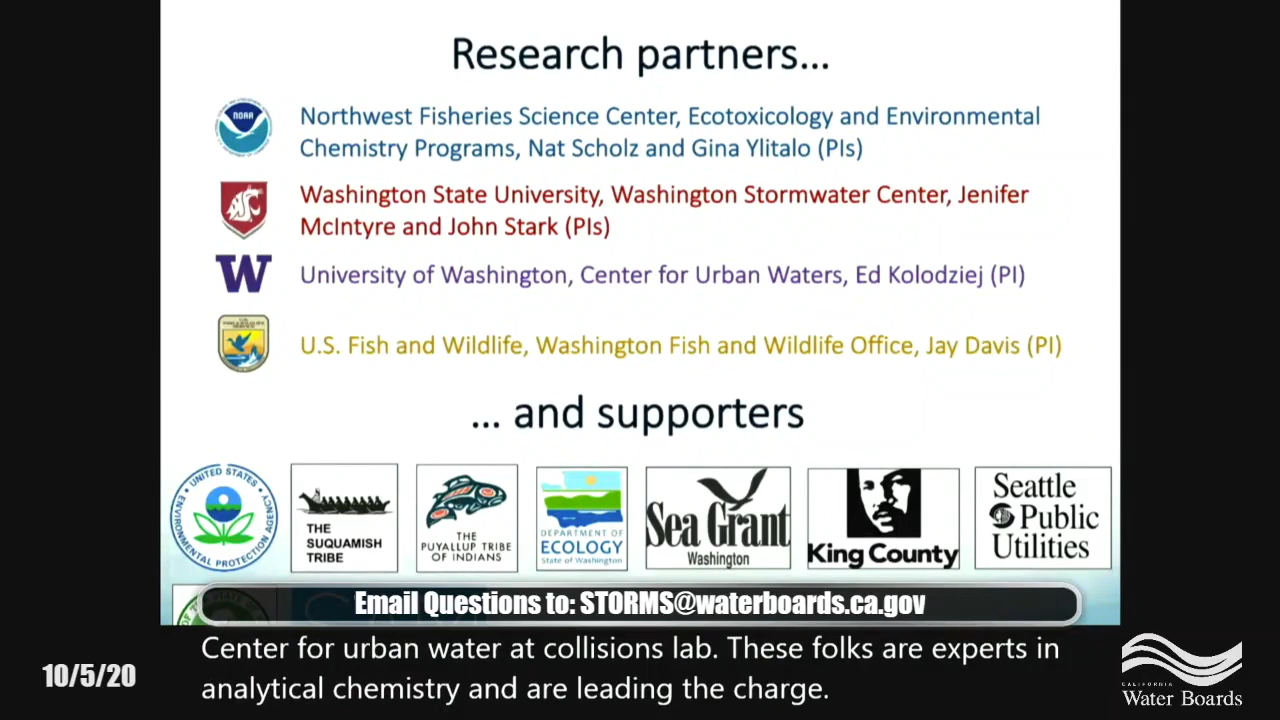 Research partners...
NOAA
Northwest Fisheries Science Center, Ecotoxicology and Environmental
Chemistry Programs, Nat Scholz and Gina Ylitalo (PIs)
Washington State University, Washington Stormwater Center, Jenifer
McIntyre and John Stark (PIs)
W
University of Washington, Center for Urban Waters, Ed Kolodziej (PI)
U.S. Fish and Wildlife, Washington Fish and Wildlife Office, Jay Davis (PI)
... and supporters
UNITED STATES
ENVIRONMENTAL PROTECTION AGENCY
THE
SUQUAMISH
TRIBE
THE
PUYALLUP TRIBE
OF INDIANS
DEPARTMENT OF
ECOLOGY
State of Washington
Sea Grant
Washington
King County
Seattle
Public
Utilities
Email Questions to: STORMS@waterboards.ca.gov
Center for urban water at collisions lab. These folks are experts in
analytical chemistry and are leading the charge.
10/5/20
CALIFORNIA
Water Boards